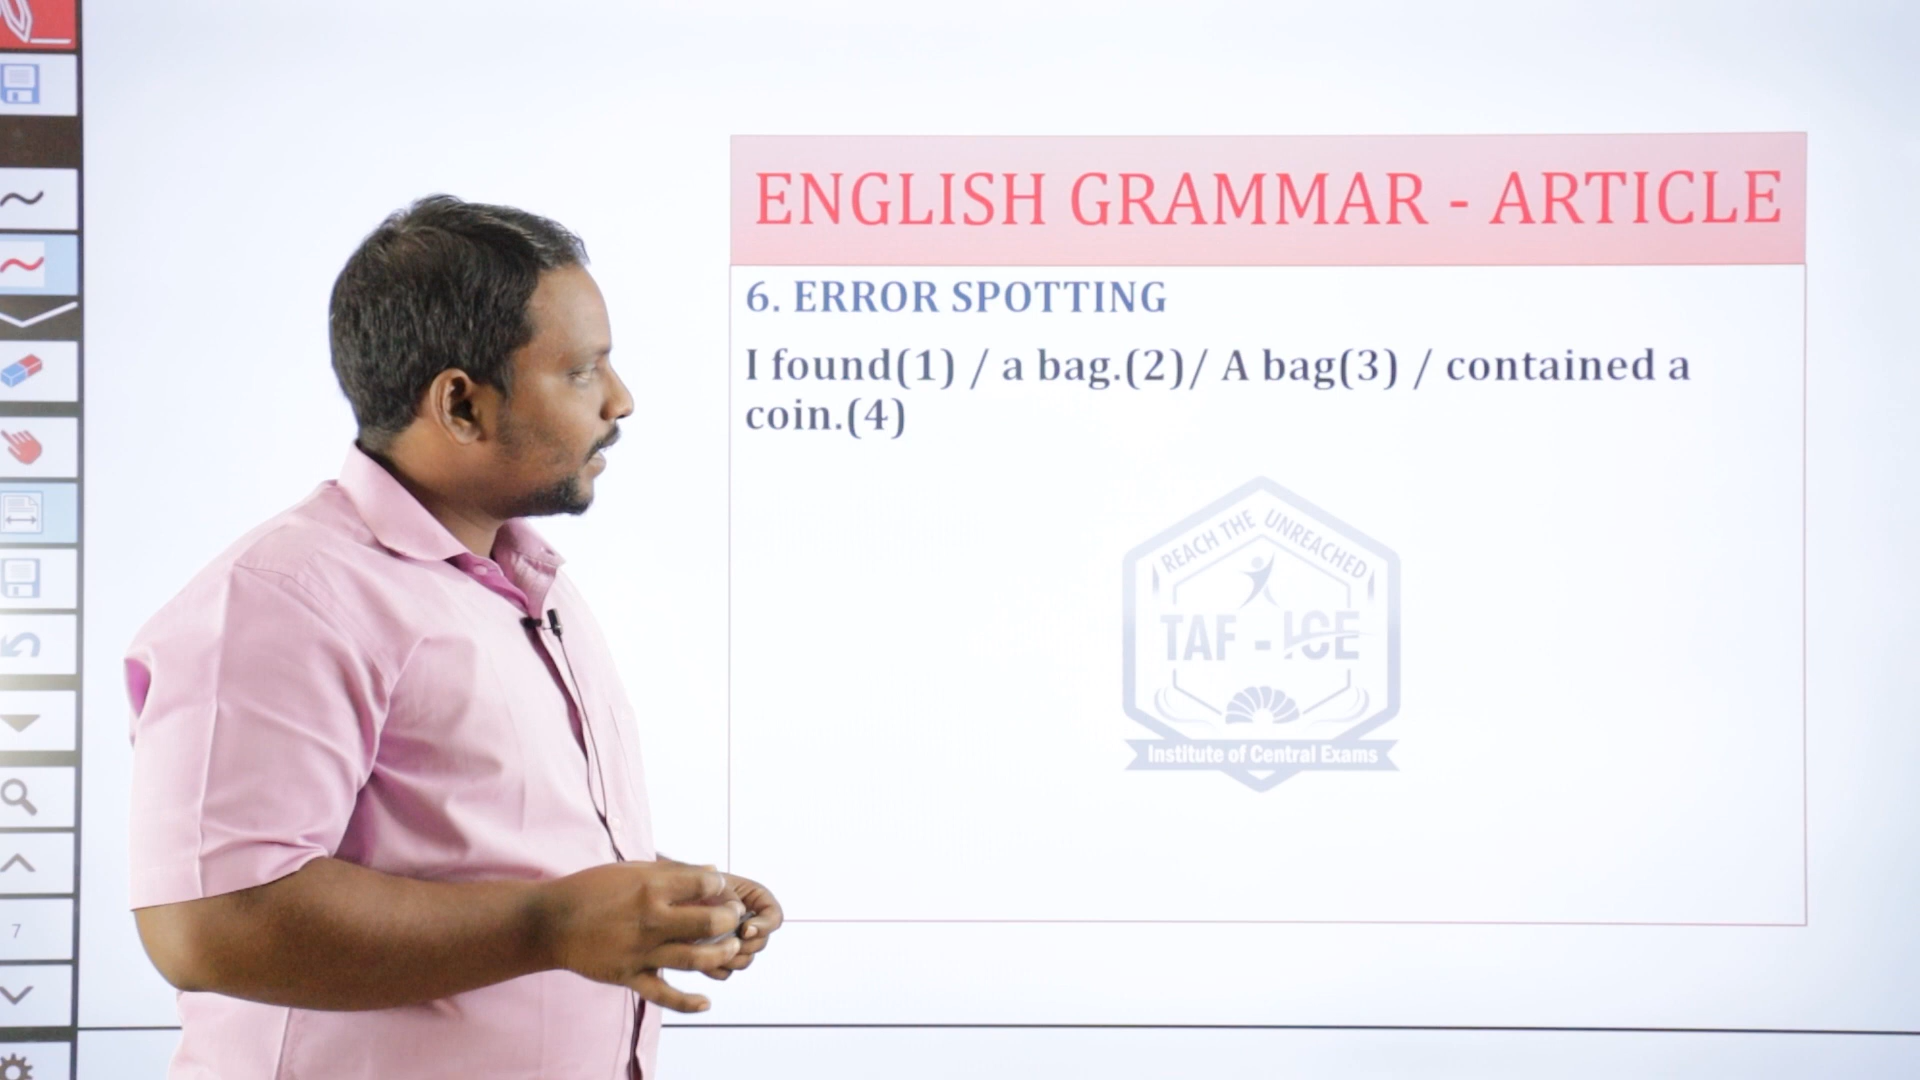 ENGLISH GRAMMAR - ARTICLE
6. ERROR SPOTTING
I found(1) / a bag.(2)/ A bag(3) / contained a
coin.(4)
REACH THE UNREACHED
TAF - ICE
Institute of Central Exams
7